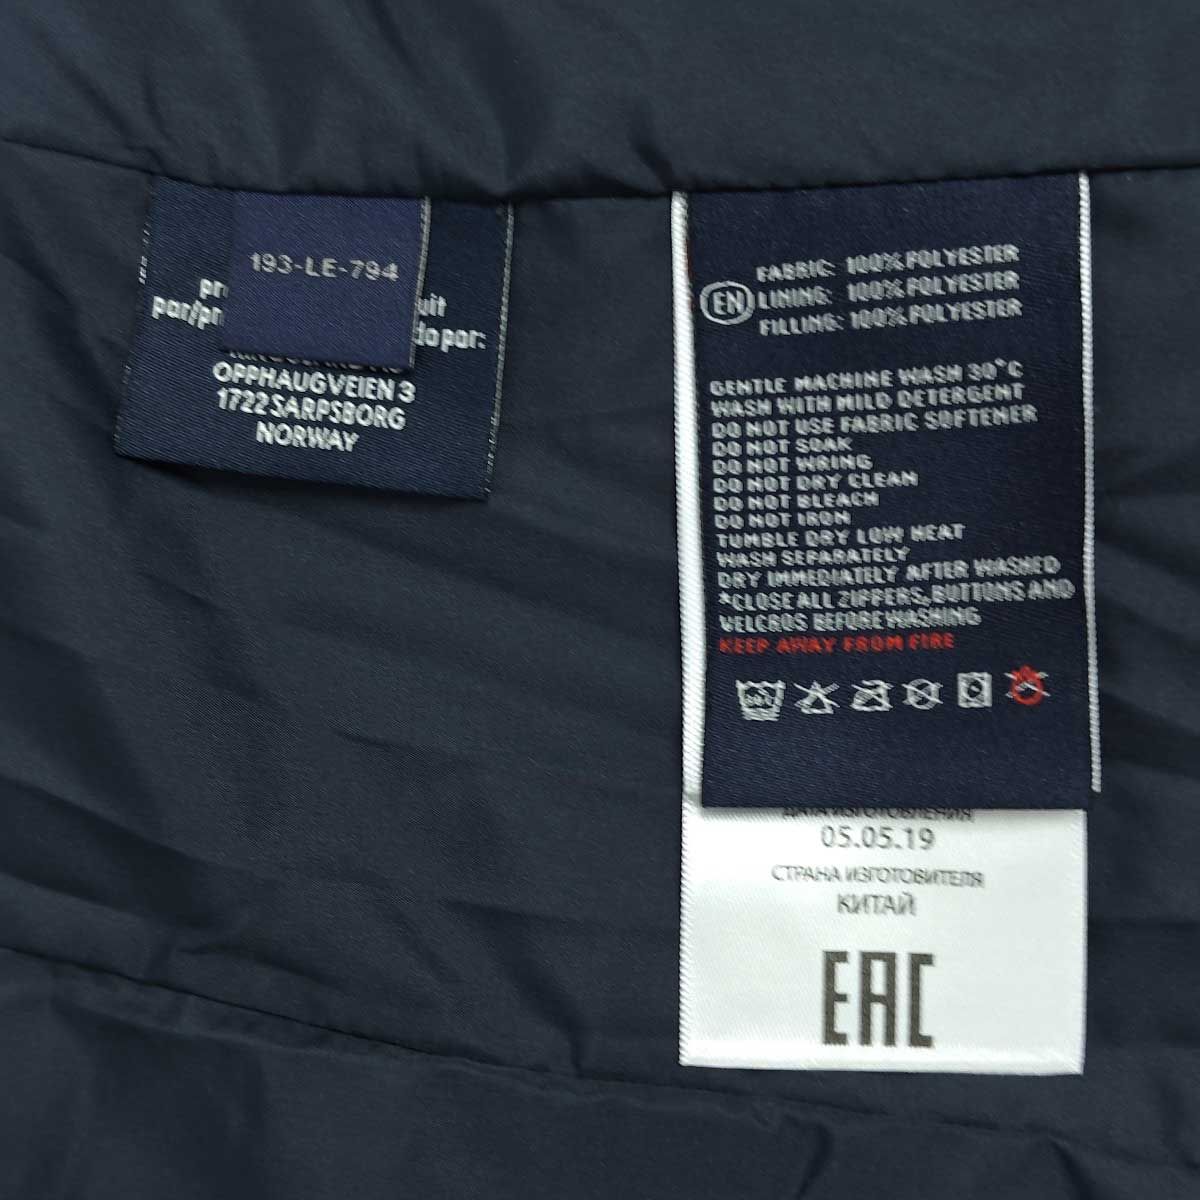 193-LE-794
OPPHAUGVEIEN 3
1722 SARPSBORG
NORWAY
EN
FABRIC: 100%POLYESTER
LINING: 100%POLYESTER
FILLING: 100%POLYESTER
GENTLE MACHINE WASH 30°C
WASH WITH MILD DETERGENT
DO NOT USE FABRIC SOFTENER
DO NOT SOAK
DO NOT WRING
DO NOT DRY CLEAN
DO NOT BLEACH
DO NOT IRON
TUMBLE DRY LOW HEAT
WASH SEPARATELY
DRY IMMEDIATELY AFTER WASHED
*CLOSE ALL ZIPPERS,BUTTONS AND
VELCROS BEFORE WASHING
KEEP AWAY FROM FIRE
ДАТА ИЗГОТОВЛЕНИЯ
05.05.19
СТРАНА ИЗГОТОВИТЕЛЯ
КИТАЙ
EAC